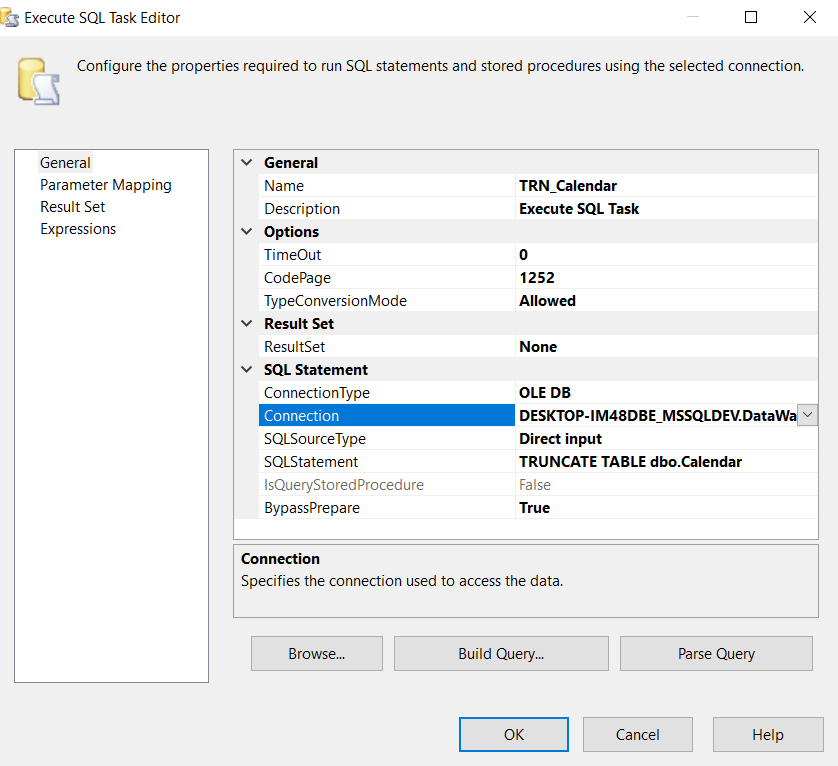 Execute SQL Task Editor
Configure the properties required to run SQL statements and stored procedures using the selected connection.
General
Parameter Mapping
Result Set
Expressions
General
Name TRN_Calendar
Description Execute SQL Task
Options
TimeOut 0
CodePage 1252
TypeConversionMode Allowed
Result Set
ResultSet None
SQL Statement
ConnectionType OLE DB
Connection DESKTOP-IM48DBE_MSSQLDEV.DataWa
SQLSourceType Direct input
SQLStatement TRUNCATE TABLE dbo.Calendar
IsQueryStoredProcedure False
BypassPrepare True
Connection
Specifies the connection used to access the data.
Browse... Build Query... Parse Query
OK Cancel Help